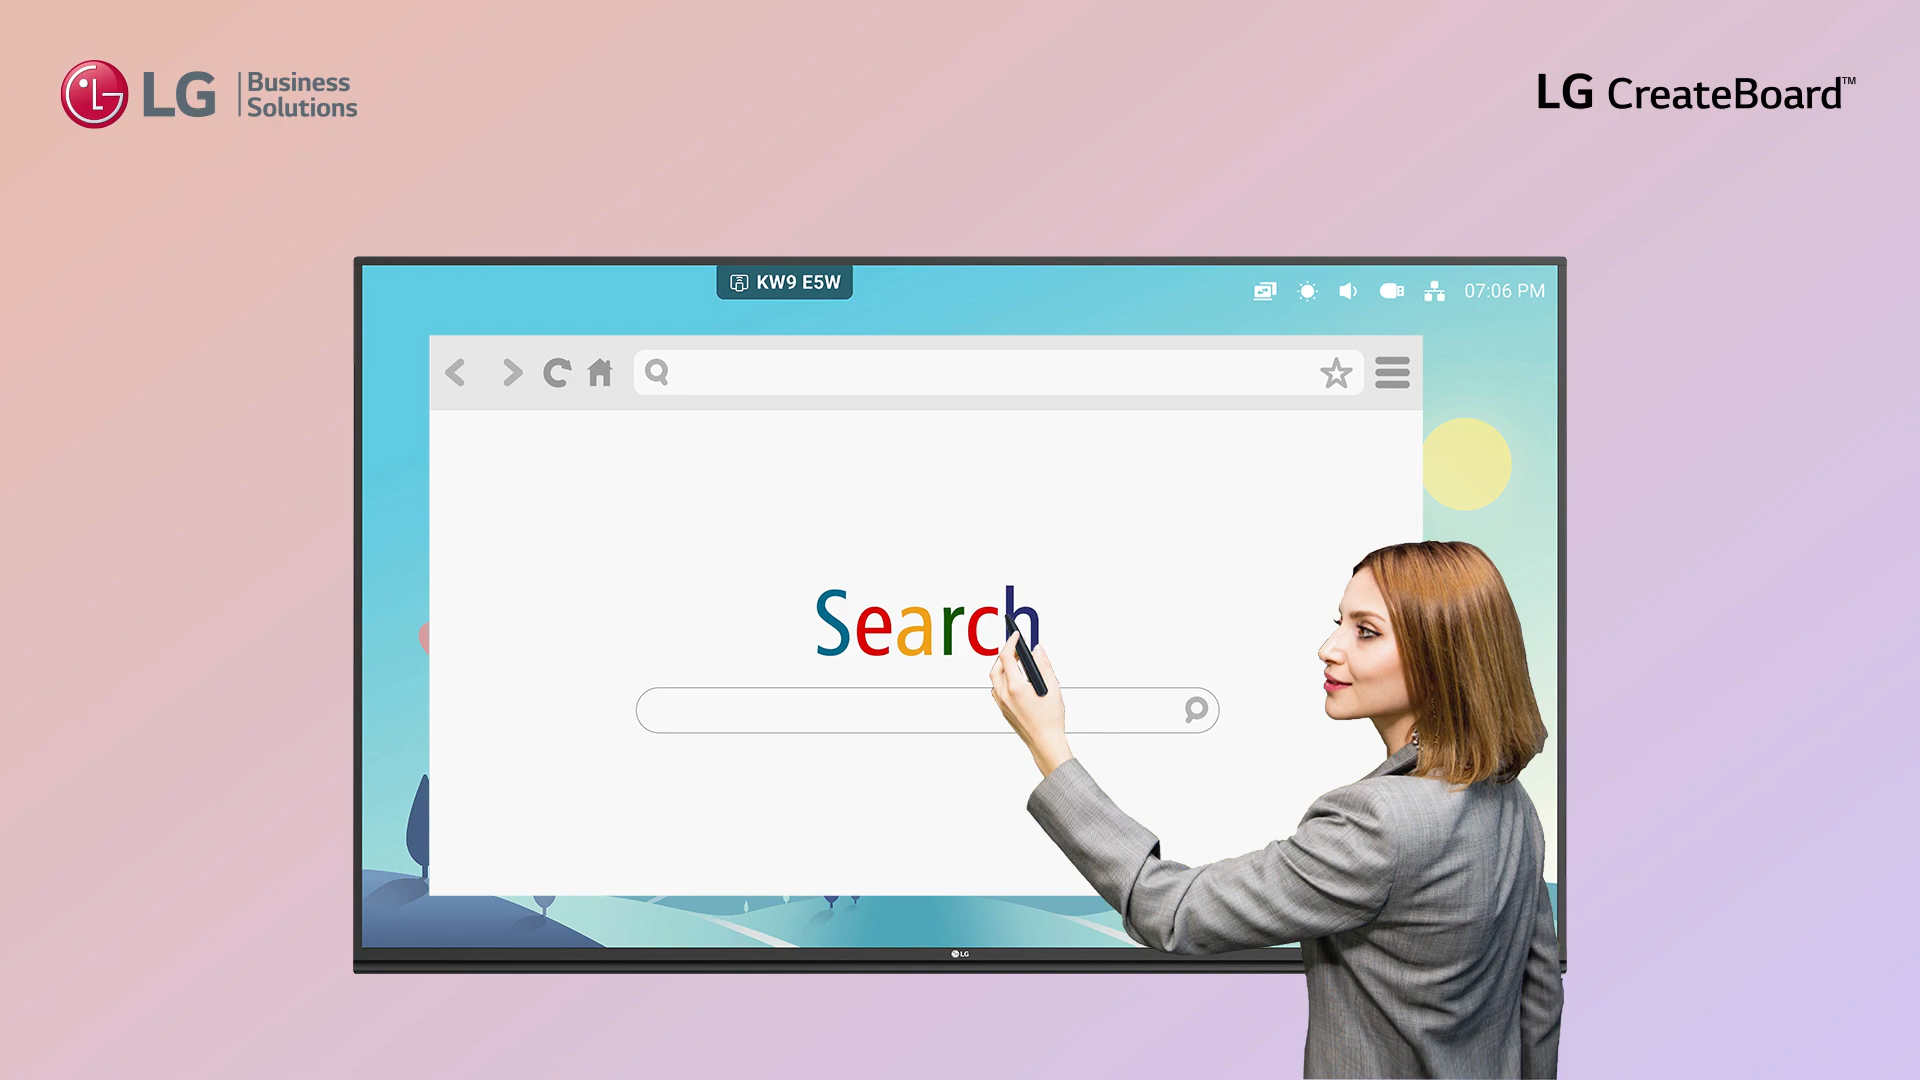 LG Business
Solutions
LG CreateBoard™
KW9 E5W
07:06 PM
Search
LG